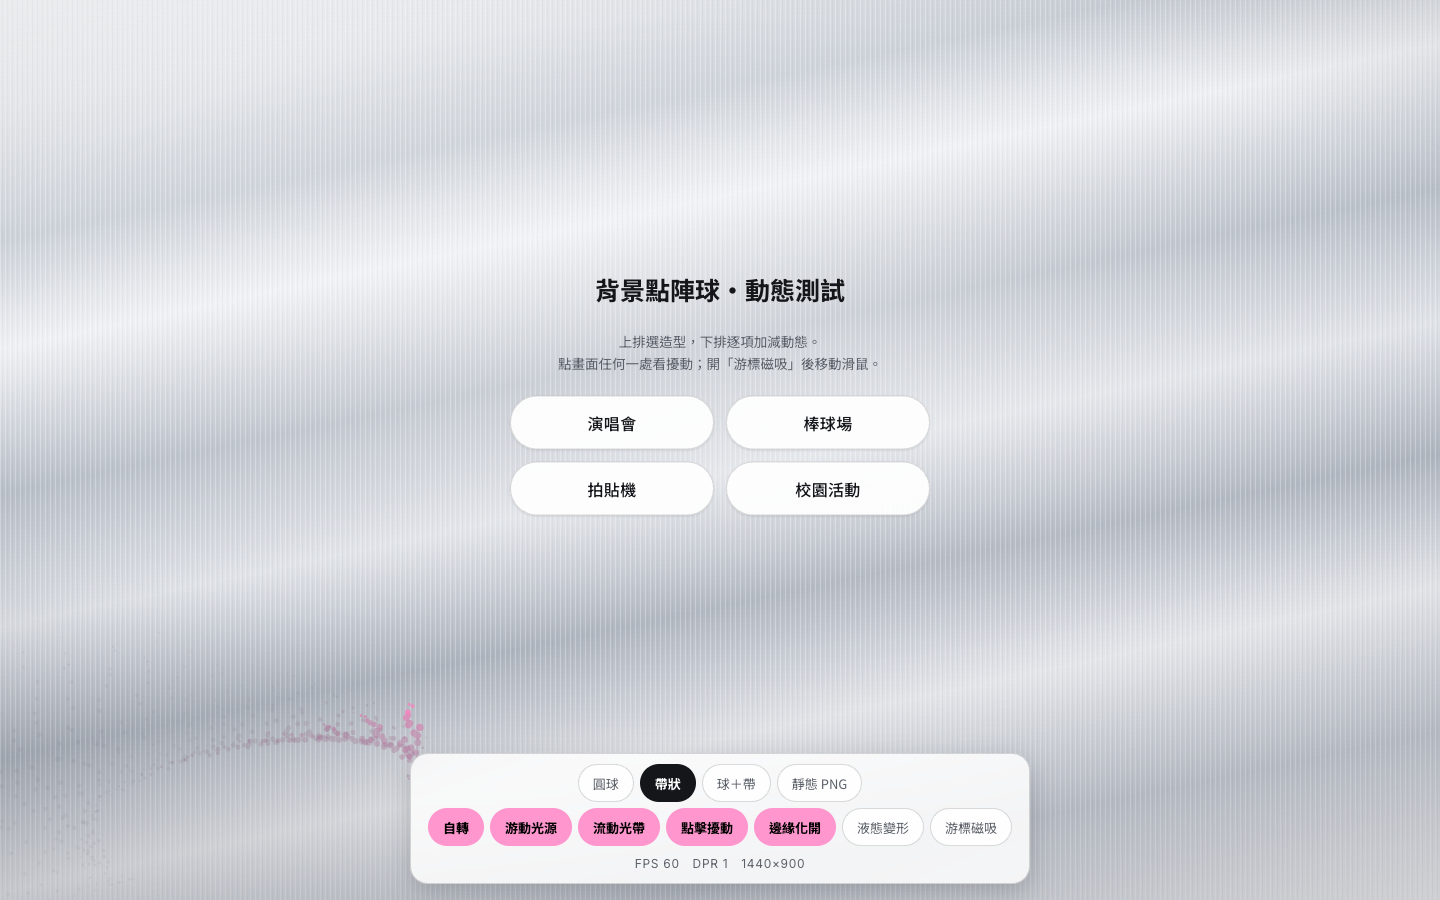 背景點陣球・動態測試
上排選造型，下排逐項加減動態。
點畫面任何一處看擾動；開「游標磁吸」後移動滑鼠。
演唱會
棒球場
拍貼機
校園活動
圓球
帶狀
球＋帶
靜態 PNG
自轉
游動光源
流動光帶
點擊擾動
邊緣化開
液態變形
游標磁吸
FPS 60 DPR 1 1440×900